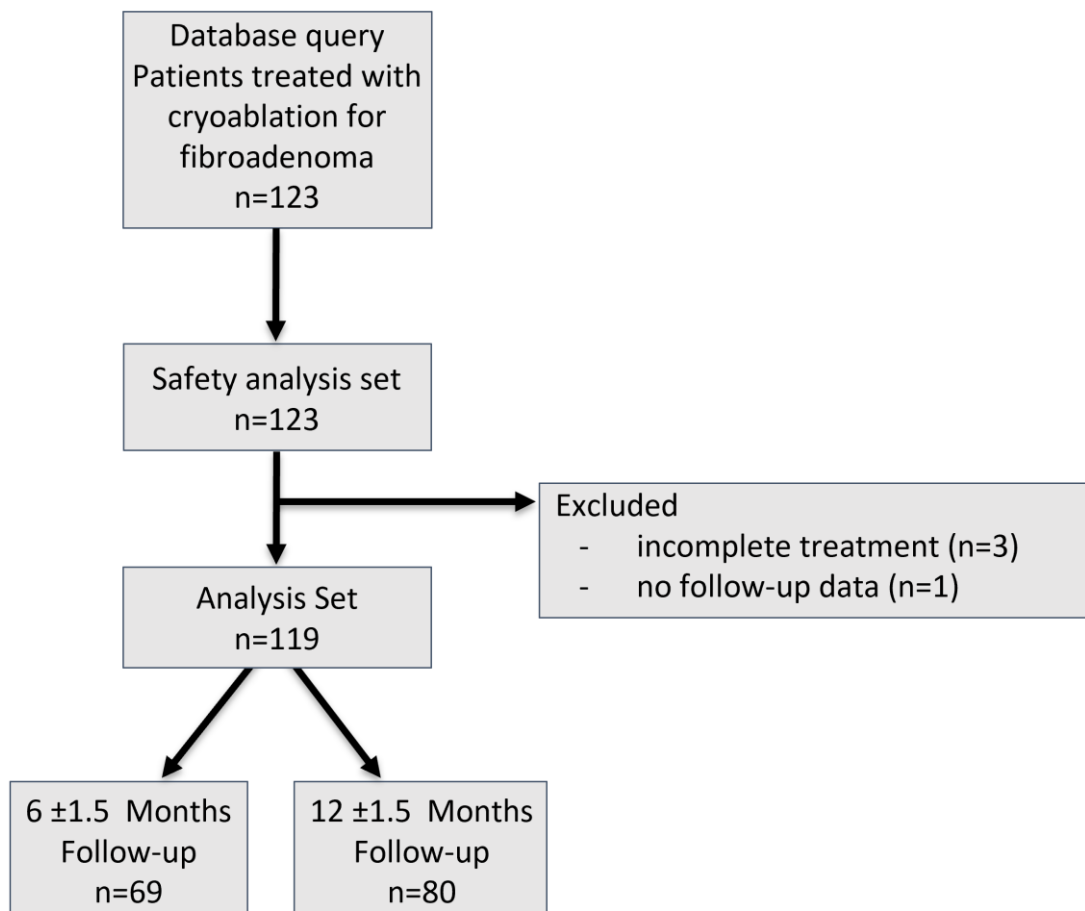 Database query
Patients treated with
cryoablation for
fibroadenoma
n=123
Safety analysis set
n=123
Excluded
- incomplete treatment (n=3)
- no follow-up data (n=1)
Analysis Set
n=119
6 ±1.5 Months
Follow-up
n=69
12 ±1.5 Months
Follow-up
n=80